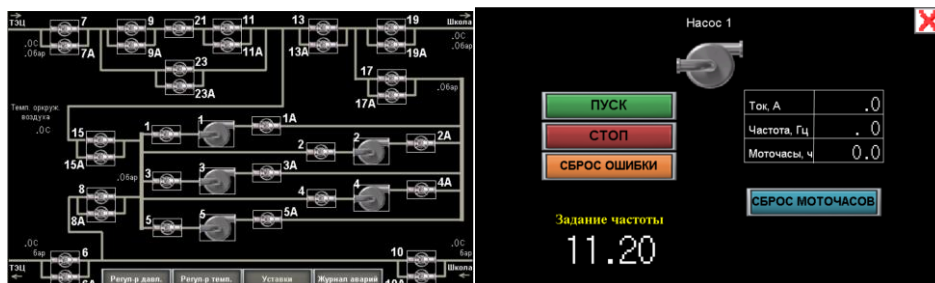 ТЭЦ 7 9 21 11 13 19 Школа
.0С
.0бар 7А 9А 11А 13А 19А .0С
.0бар
23
23А
17
17А .0бар
Темп. окруж.
воздуха
.0С
15
15А
1 1 1А
2 2 2А
.0бар
3 3 3А
4 4 4А
5 5 5А
8
8А
.0С
бар
.0С
бар
ТЭЦ 6 10 Школа
6А Регул-р давл. Регул-р темп. Уставки Журнал аварий 10А
Насос 1
ПУСК
СТОП
СБРОС ОШИБКИ
Ток, А .0
Частота, Гц . 0
Моточасы, ч 0.0
СБРОС МОТОЧАСОВ
Задание частоты
11.20